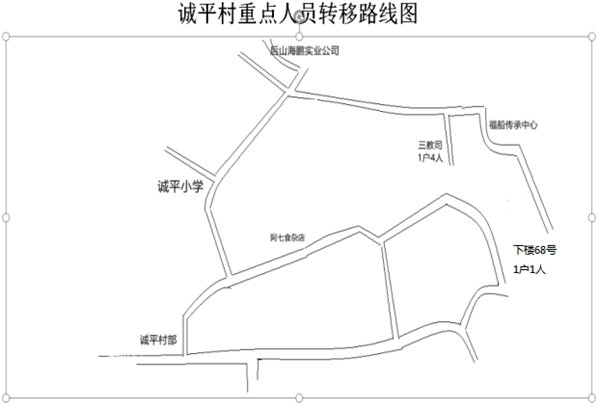 诚平村重点人员转移路线图
后山海鹏实业公司
福船传承中心
三教司
1户4人
诚平小学
阿七食杂店
下楼68号
1户1人
诚平村部